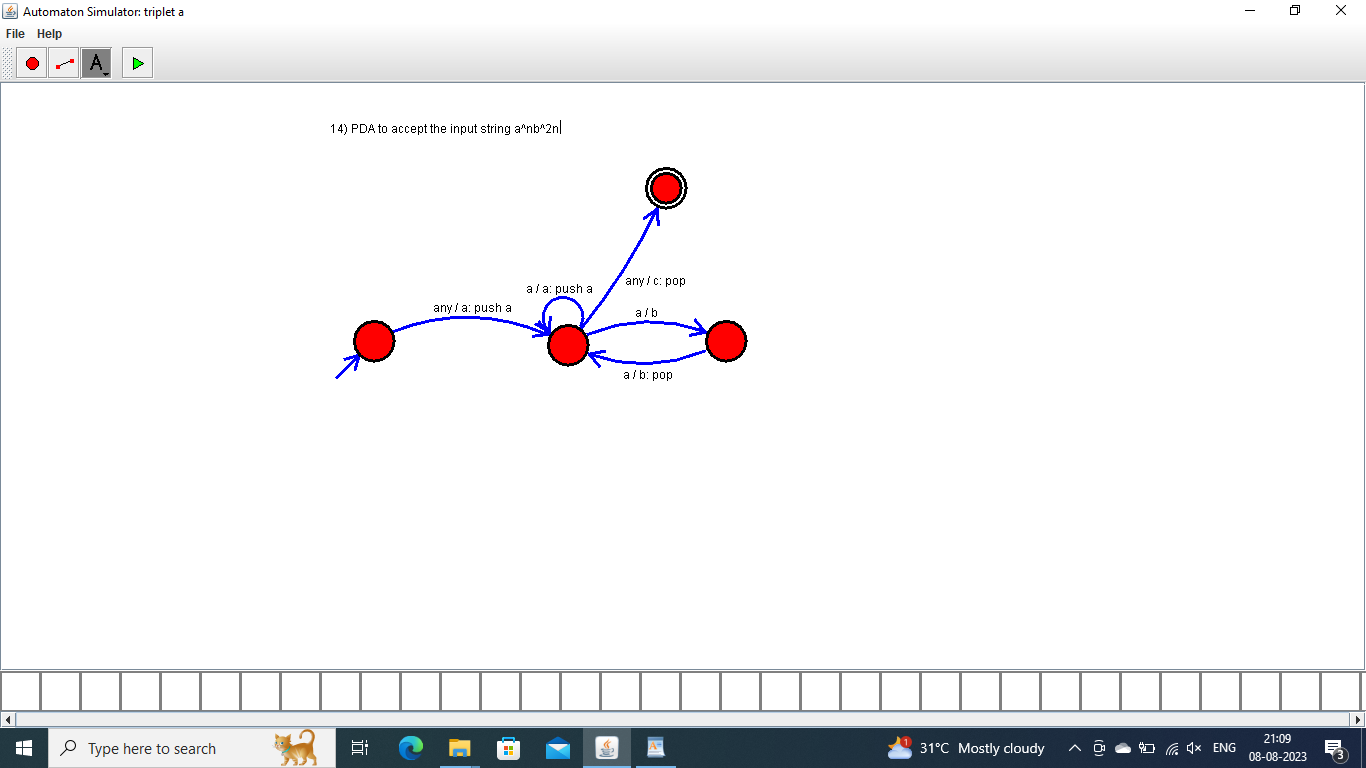 Automaton Simulator: triplet a
File Help
A
14) PDA to accept the input string a^nb^2n
any / c: pop
a / a: push a
any / a: push a
a / b
a / b: pop
Type here to search
1
31°C Mostly cloudy
ENG
21:09
08-08-2023
3